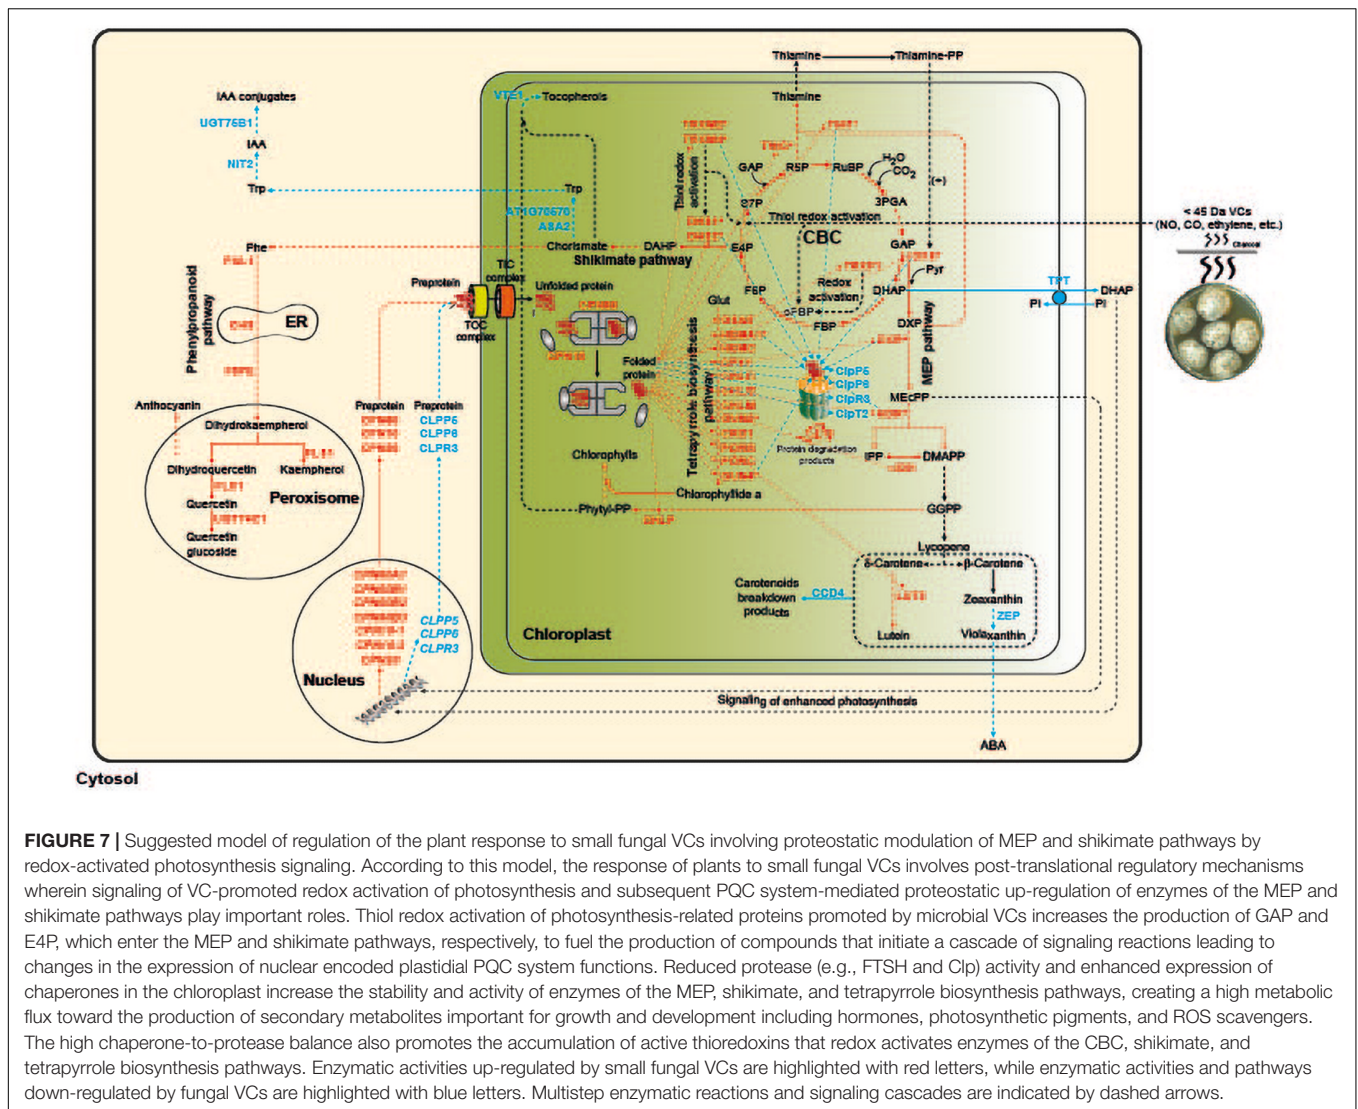 Thiamine
Thiamine-PP
IAA conjugates
VTE1
Tocopherols
Thiamine
UGT75B1
IAA
NIT2
Thiol redox
activation
GAP
R5P
RuBP
H2O
CO2
(+)
Trp
Trp
S7P
3PGA
< 45 Da VCs
(NO, CO, ethylene, etc.)
Charcoal
AT1G70670
ABA2
Thiol redox activation
CBC
Phe
Chorismate
DAHP
E4P
GAP
Shikimate pathway
Pyr
Phenylpropanoid
pathway
Preprotein
TIC
complex
Unfolded protein
F6P
Redox
activation
DHAP
TPT
DHAP
Glut
Pi
Pi
ER
TOC
complex
FBP
DXP
MEP pathway
Folded
protein
Tetrapyrrole biosynthesis
pathway
ClpP5
ClpP6
ClpR3
ClpT2
MEcPP
Anthocyanin
Preprotein
Preprotein
CLPP5
CLPP6
CLPR3
Dihydrokaempferol
Protein degradation
products
IPP
DMAPP
Dihydroquercetin
Kaempferol
Chlorophylls
Peroxisome
Chlorophyllide a
Quercetin
Phytyl-PP
GGPP
Quercetin
glucoside
Lycopene
δ-Carotene
β-Carotene
Carotenoids
breakdown
products
CCD4
Zeaxanthin
ZEP
CLPP5
CLPP6
CLPR3
Chloroplast
Lutein
Violaxanthin
Nucleus
Signaling of enhanced photosynthesis
ABA
Cytosol
FIGURE 7 | Suggested model of regulation of the plant response to small fungal VCs involving proteostatic modulation of MEP and shikimate pathways by
redox-activated photosynthesis signaling. According to this model, the response of plants to small fungal VCs involves post-translational regulatory mechanisms
wherein signaling of VC-promoted redox activation of photosynthesis and subsequent PQC system-mediated proteostatic up-regulation of enzymes of the MEP and
shikimate pathways play important roles. Thiol redox activation of photosynthesis-related proteins promoted by microbial VCs increases the production of GAP and
E4P, which enter the MEP and shikimate pathways, respectively, to fuel the production of compounds that initiate a cascade of signaling reactions leading to
changes in the expression of nuclear encoded plastidial PQC system functions. Reduced protease (e.g., FTSH and Clp) activity and enhanced expression of
chaperones in the chloroplast increase the stability and activity of enzymes of the MEP, shikimate, and tetrapyrrole biosynthesis pathways, creating a high metabolic
flux toward the production of secondary metabolites important for growth and development including hormones, photosynthetic pigments, and ROS scavengers.
The high chaperone-to-protease balance also promotes the accumulation of active thioredoxins that redox activates enzymes of the CBC, shikimate, and
tetrapyrrole biosynthesis pathways. Enzymatic activities up-regulated by small fungal VCs are highlighted with red letters, while enzymatic activities and pathways
down-regulated by fungal VCs are highlighted with blue letters. Multistep enzymatic reactions and signaling cascades are indicated by dashed arrows.